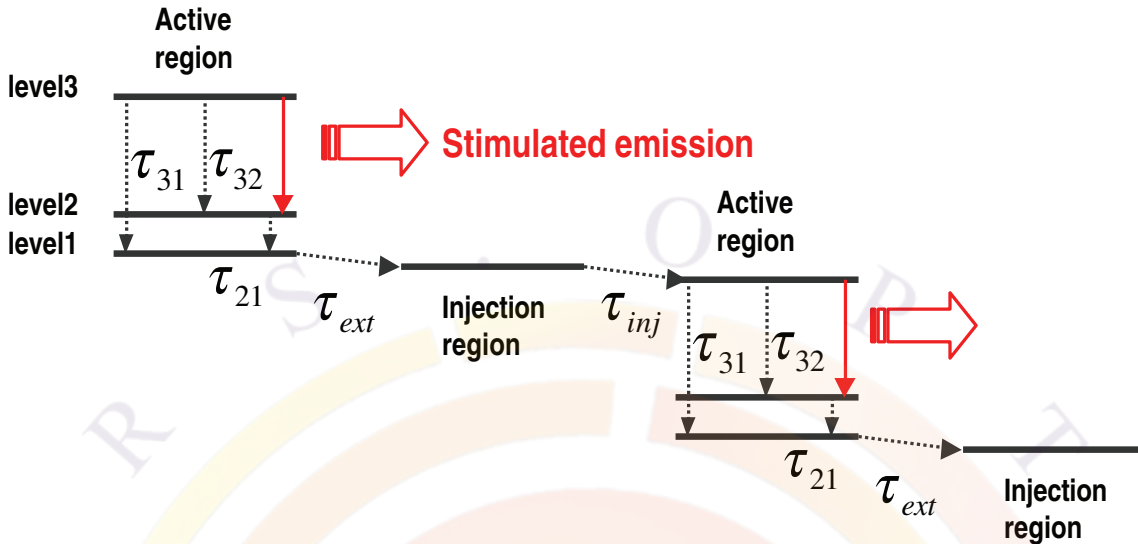 Active
region
level3
Stimulated emission
τ31 τ32
level2
level1
τ21
τext
Injection
region
τinj
Active
region
τ31 τ32
τ21
τext
Injection
region
R S I O P R T